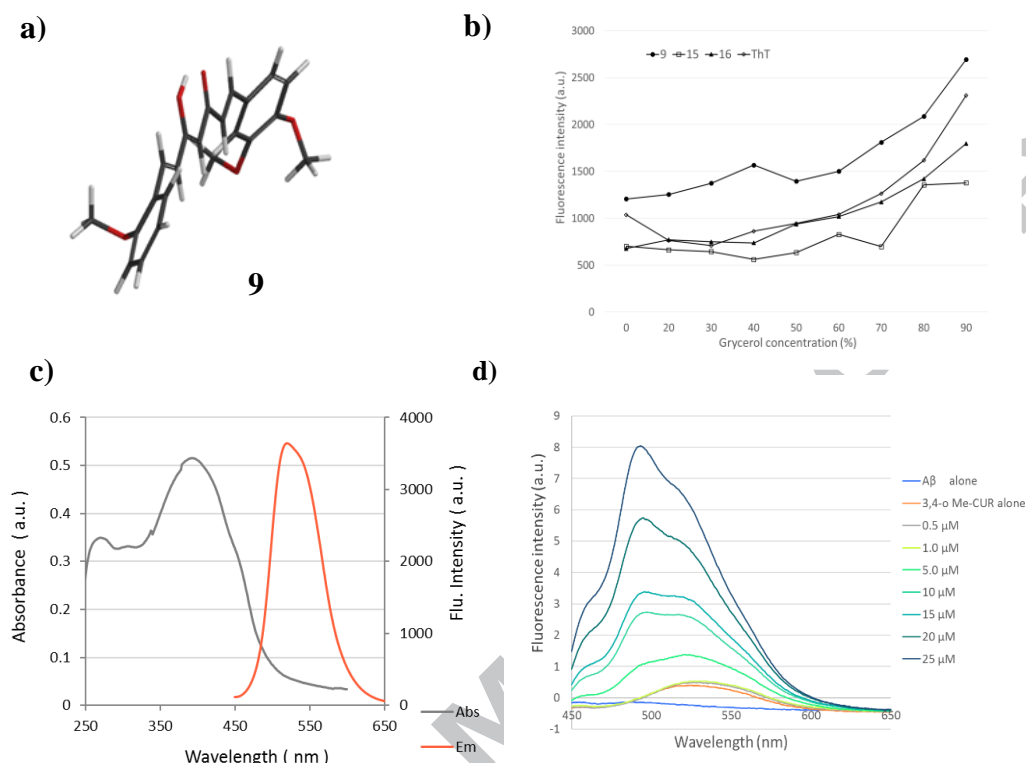 a)
9
b)
3000
2500
2000
1500
1000
500
0
Fluorescence intensity (a.u.)
9 15 16 ThT
0 20 30 40 50 60 70 80 90
Grycerol concentration (%)
c)
0.6
0.5
0.4
0.3
0.2
0.1
0
Absorbance ( a.u. )
4000
3000
2000
1000
0
Flu. Intensity ( a.u. )
250 350 450 550 650
Wavelength ( nm )
Abs
Em
d)
9
8
7
6
5
4
3
2
1
0
-1
Fluorescence intensity (a.u.)
450 500 550 600 650
Wavelength (nm)
Aβ alone
3,4-o Me-CUR alone
0.5 μM
1.0 μM
5.0 μM
10 μM
15 μM
20 μM
25 μM